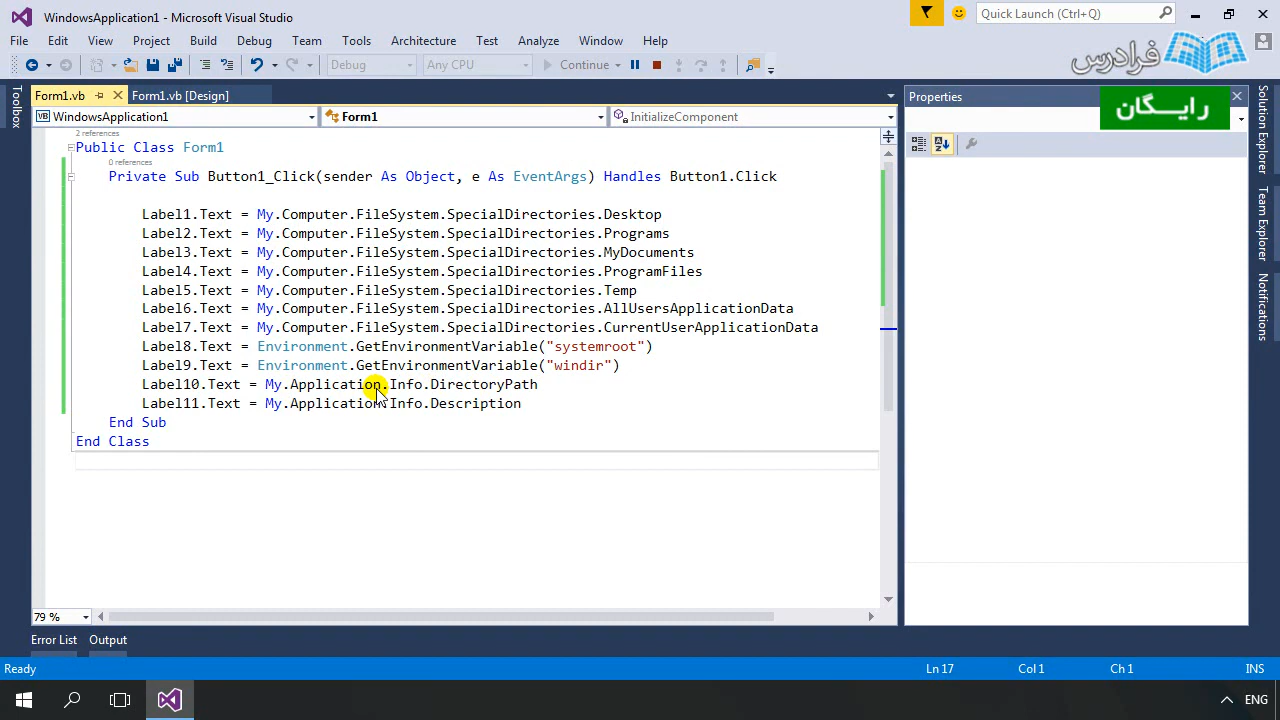 WindowsApplication1 - Microsoft Visual Studio
Quick Launch (Ctrl+Q)
File Edit View Project Build Debug Team Tools Architecture Test Analyze Window Help
Debug Any CPU Continue
فرادرس
Form1.vb Form1.vb [Design]
Properties
رایگان
WindowsApplication1 Form1 InitializeComponent
Toolbox
Solution Explorer
Team Explorer
Notifications
2 references
Public Class Form1
0 references
Private Sub Button1_Click(sender As Object, e As EventArgs) Handles Button1.Click
Label1.Text = My.Computer.FileSystem.SpecialDirectories.Desktop
Label2.Text = My.Computer.FileSystem.SpecialDirectories.Programs
Label3.Text = My.Computer.FileSystem.SpecialDirectories.MyDocuments
Label4.Text = My.Computer.FileSystem.SpecialDirectories.ProgramFiles
Label5.Text = My.Computer.FileSystem.SpecialDirectories.Temp
Label6.Text = My.Computer.FileSystem.SpecialDirectories.AllUsersApplicationData
Label7.Text = My.Computer.FileSystem.SpecialDirectories.CurrentUserApplicationData
Label8.Text = Environment.GetEnvironmentVariable("systemroot")
Label9.Text = Environment.GetEnvironmentVariable("windir")
Label10.Text = My.Application.Info.DirectoryPath
Label11.Text = My.Application.Info.Description
End Sub
End Class
79 %
Error List Output
Ready Ln 17 Col 1 Ch 1 INS
ENG